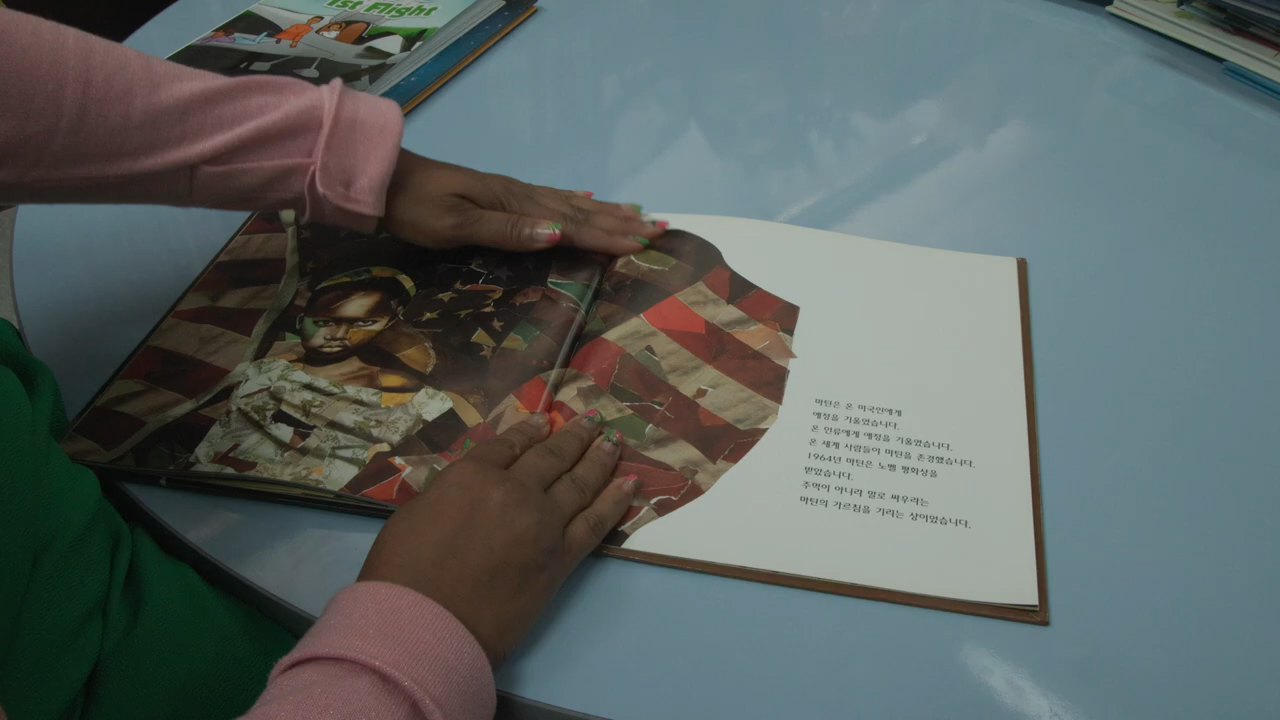 1st Flight
마틴은 온 미국인에게
애정을 기울였습니다.
온 인류에게 애정을 기울였습니다.
온 세계 사람들이 마틴을 존경했습니다.
1964년 마틴은 노벨 평화상을
받았습니다.
주먹이 아니라 말로 싸우라는
마틴의 가르침을 기리는 상이었습니다.